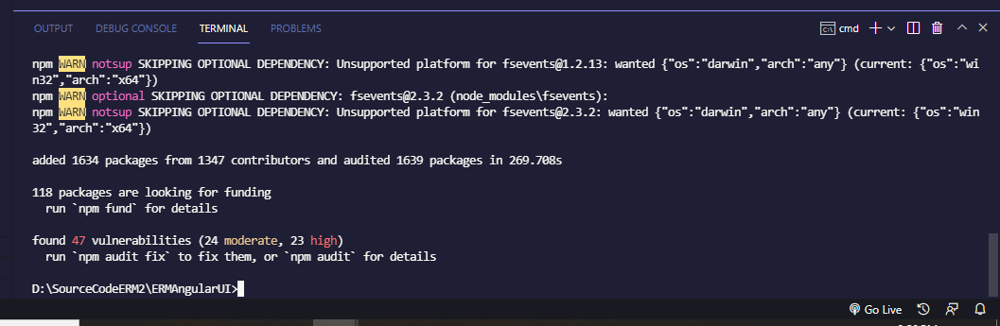 OUTPUT DEBUG CONSOLE TERMINAL PROBLEMS cmd
npm WARN notsup SKIPPING OPTIONAL DEPENDENCY: Unsupported platform for fsevents@1.2.13: wanted {"os":"darwin","arch":"any"} (current: {"os":"wi
n32","arch":"x64"})
npm WARN optional SKIPPING OPTIONAL DEPENDENCY: fsevents@2.3.2 (node_modules\fsevents):
npm WARN notsup SKIPPING OPTIONAL DEPENDENCY: Unsupported platform for fsevents@2.3.2: wanted {"os":"darwin","arch":"any"} (current: {"os":"win
32","arch":"x64"})
added 1634 packages from 1347 contributors and audited 1639 packages in 269.708s
118 packages are looking for funding
run `npm fund` for details
found 47 vulnerabilities (24 moderate, 23 high)
run `npm audit fix` to fix them, or `npm audit` for details
D:\SourceCodeERM2\ERMAngularUI>
Go Live